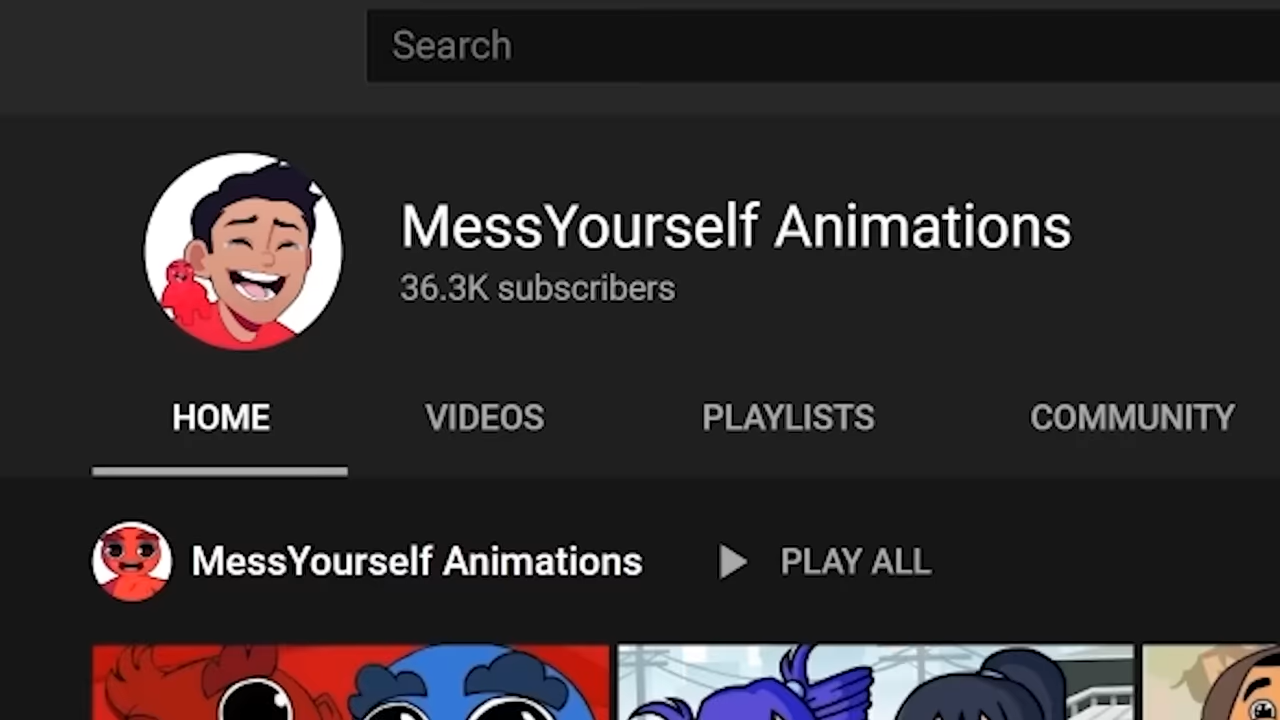 Search
MessYourself Animations
36.3K subscribers
HOME VIDEOS PLAYLISTS COMMUNITY
MessYourself Animations PLAY ALL